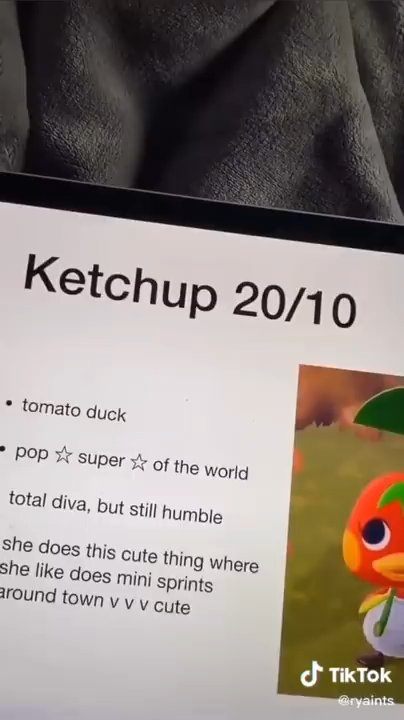 Ketchup 20/10
• tomato duck
• pop ☆ super ☆ of the world
total diva, but still humble
she does this cute thing where
she like does mini sprints
around town v v v cute
TikTok
@ryaints